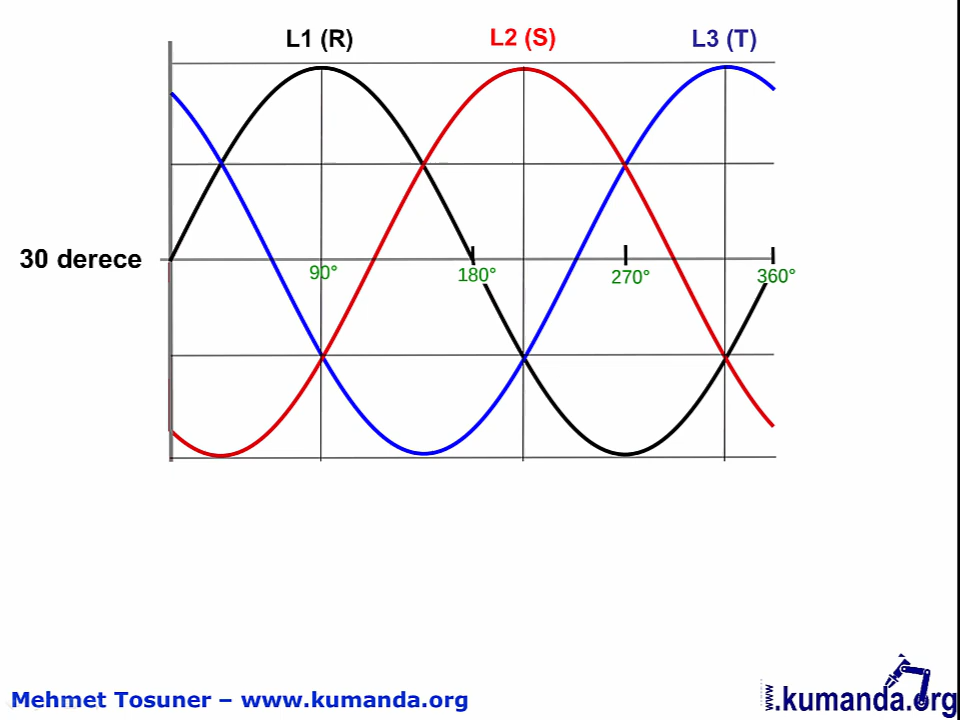 L1 (R) L2 (S) L3 (T)
30 derece
90° 180° 270° 360°
Mehmet Tosuner – www.kumanda.org
www.kumanda.org